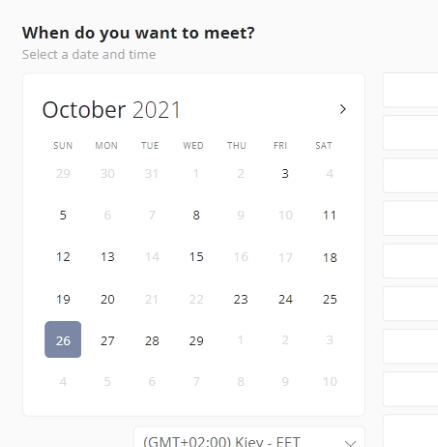 When do you want to meet?
Select a date and time
October 2021
SUN MON TUE WED THU FRI SAT
29 30 31 1 2 3 4
5 6 7 8 9 10 11
12 13 14 15 16 17 18
19 20 21 22 23 24 25
26 27 28 29 1 2 3
4 5 6 7 8 9 10
(GMT+02:00) Kiev - EET